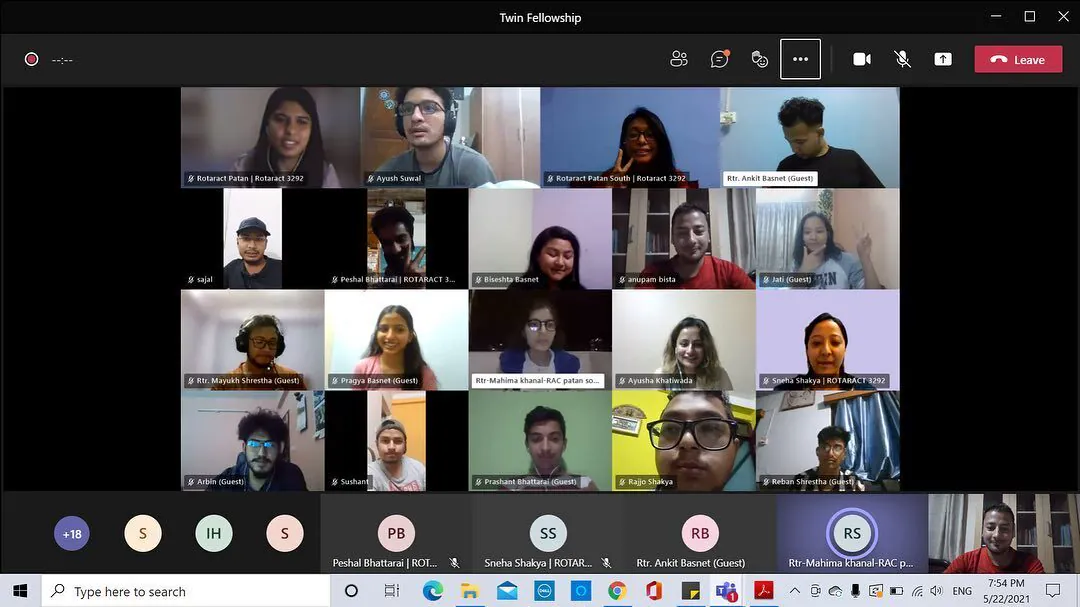 Twin Fellowship
--:--
Leave
Rotaract Patan | Rotaract 3292
Ayush Suwal
Rotaract Patan South | Rotaract 3292
Rtr. Ankit Basnet (Guest)
sajal
Peshal Bhattarai | ROTARACT 3...
Biseshta Basnet
anupam bista
Jati (Guest)
Rtr. Mayukh Shrestha (Guest)
Pragya Basnet (Guest)
Rtr-Mahima khanal-RAC patan so...
Ayusha Khatiwada
Sneha Shakya | ROTARACT 3292
Arbin (Guest)
Sushant
Prashant Bhattarai (Guest)
Rajjo Shakya
Reban Shrestha (Guest)
+18
S
IH
S
PB
SS
RB
RS
Peshal Bhattarai | ROT...
Sneha Shakya | ROTAR...
Rtr. Ankit Basnet (Guest)
Rtr-Mahima khanal-RAC p...
Type here to search
DELL
1
ENG
7:54 PM
5/22/2021